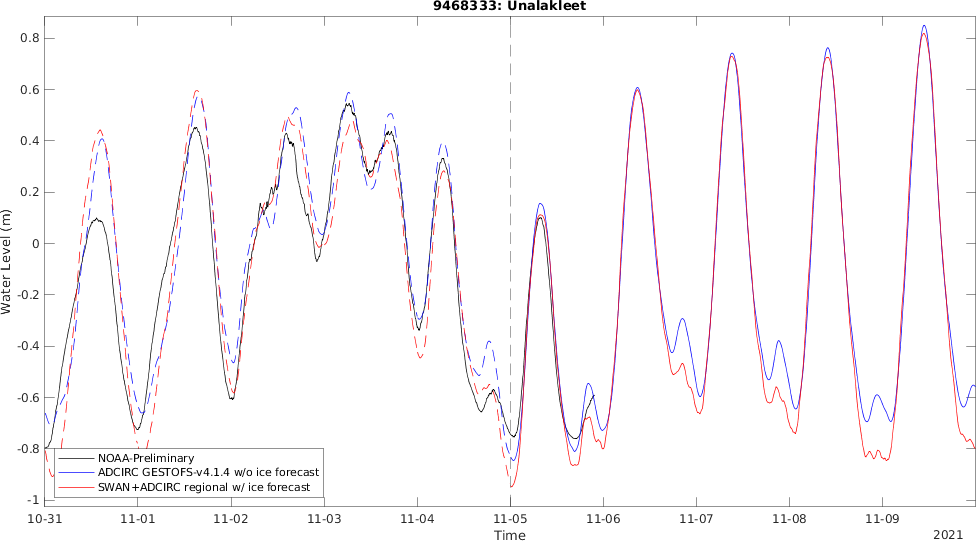 9468333: Unalakleet
Water Level (m)
0.8
0.6
0.4
0.2
0
-0.2
-0.4
-0.6
-0.8
-1
NOAA-Preliminary
ADCIRC GESTOFS-v4.1.4 w/o ice forecast
SWAN+ADCIRC regional w/ ice forecast
10-31 11-01 11-02 11-03 11-04 11-05 11-06 11-07 11-08 11-09
Time
2021